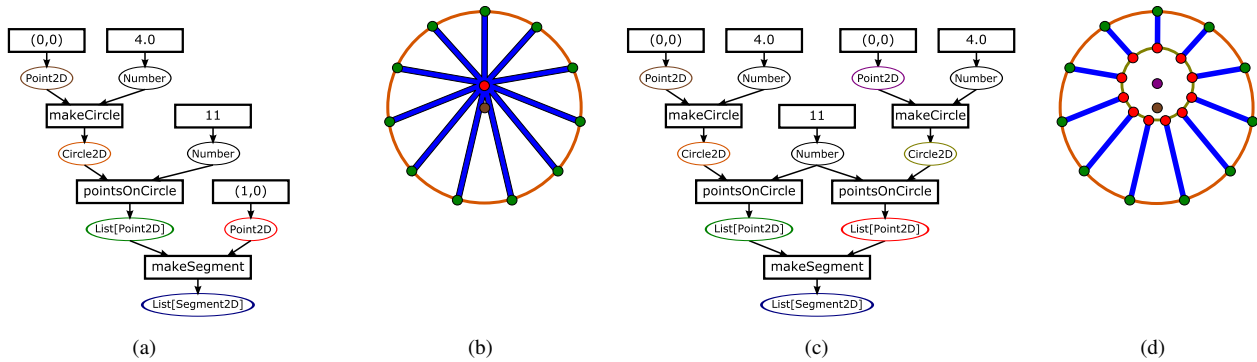 (0,0) 4.0
Point2D Number
makeCircle 11
Circle2D Number
pointsOnCircle (1,0)
List[Point2D] Point2D
makeSegment
List[Segment2D]
(a)
(b)
(0,0) 4.0 (0,0) 4.0
Point2D Number Point2D Number
makeCircle 11 makeCircle
Circle2D Number Circle2D
pointsOnCircle pointsOnCircle
List[Point2D] List[Point2D]
makeSegment
List[Segment2D]
(c)
(d)